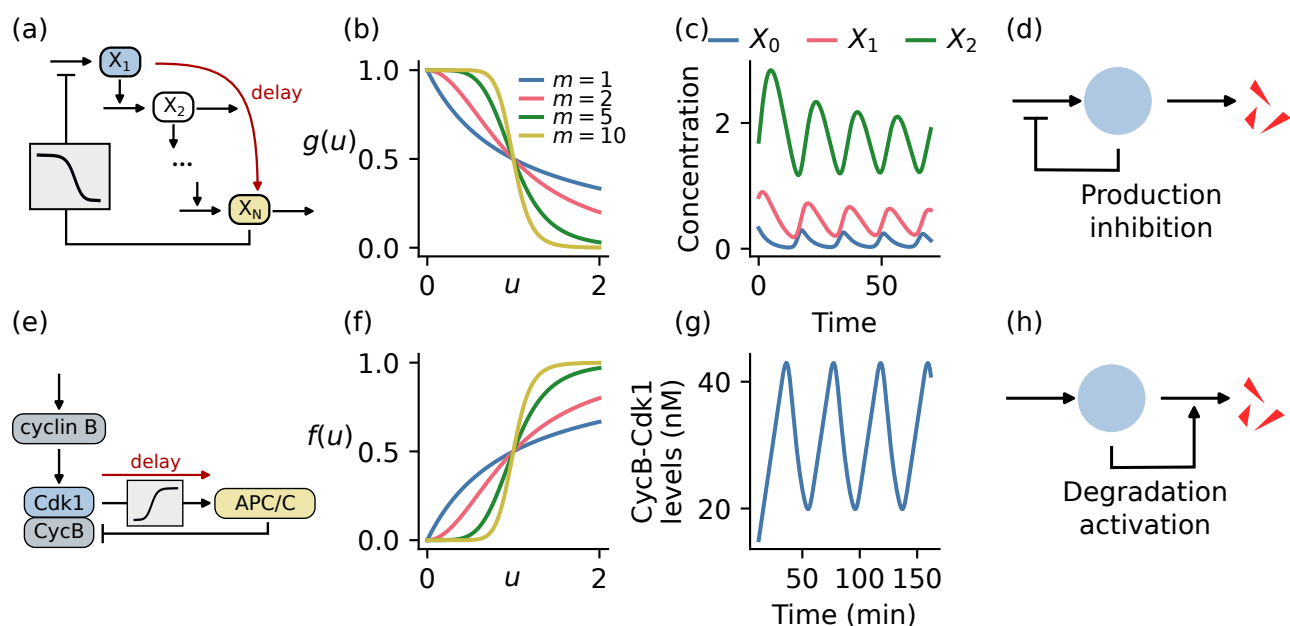 (a)
X1
X2
...
XN
delay
(b)
1.0
0.5
0.0
g(u)
m = 1
m = 2
m = 5
m = 10
0
u
2
(c)
X0
X1
X2
Concentration
2
0
0
50
Time
(d)
Production
inhibition
(e)
cyclin B
delay
Cdk1
APC/C
CycB
(f)
1.0
0.5
0.0
f(u)
0
u
2
(g)
CycB-Cdk1
levels (nM)
40
20
50
100
150
Time (min)
(h)
Degradation
activation